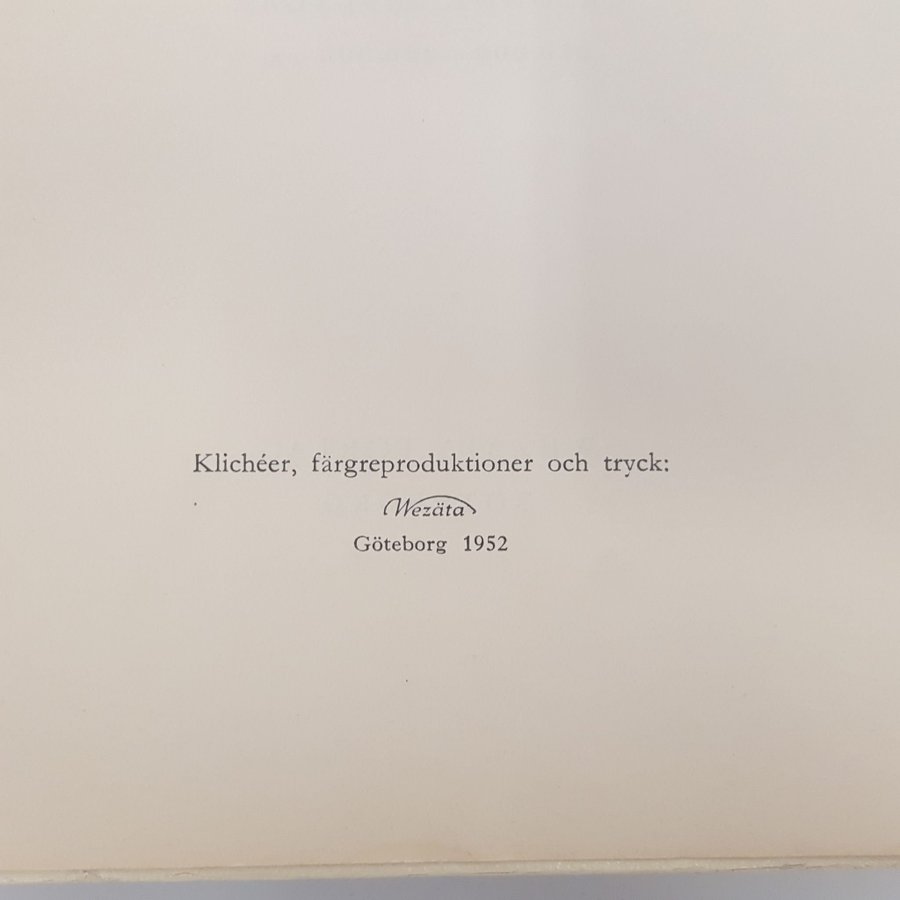 Klichéer, färgreproduktioner och tryck:
Wezäta
Göteborg 1952